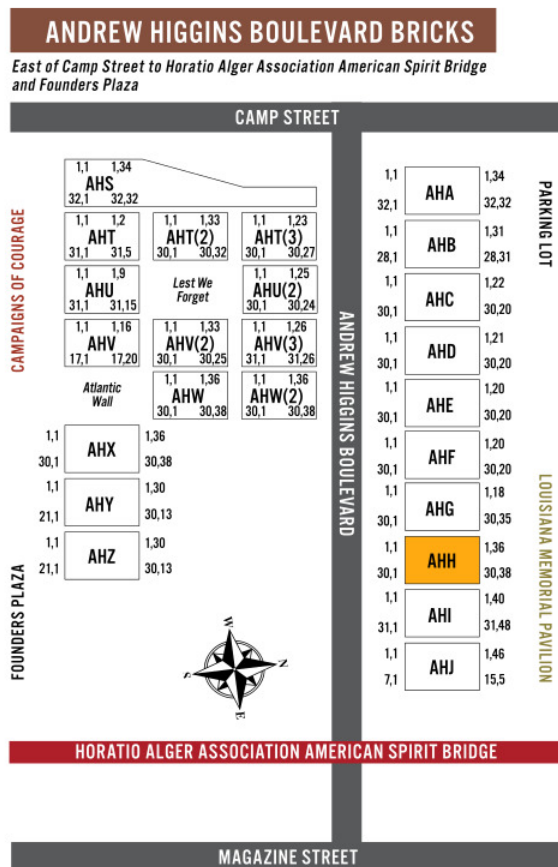 ANDREW HIGGINS BOULEVARD BRICKS
East of Camp Street to Horatio Alger Association American Spirit Bridge
and Founders Plaza
CAMP STREET
CAMPAIGNS OF COURAGE
FOUNDERS PLAZA
1,1 1,34
AHS
32,1 32,32
1,1 1,2
AHT
31,1 31,5
1,1 1,33
AHT(2)
30,1 30,32
1,1 1,23
AHT(3)
30,1 30,27
1,1 1,9
AHU
31,1 31,15
Lest We
Forget
1,1 1,25
AHU(2)
30,1 30,24
1,1 1,16
AHV
17,1 17,20
1,1 1,33
AHV(2)
30,1 30,25
1,1 1,26
AHV(3)
31,1 31,26
Atlantic
Wall
1,1 1,36
AHW
30,1 30,38
1,1 1,36
AHW(2)
30,1 30,38
1,1 1,36
AHX
30,1 30,38
1,1 1,30
AHY
21,1 30,13
1,1 1,30
AHZ
21,1 30,13
W
N
S
E
ANDREW HIGGINS BOULEVARD
1,1 1,34
AHA
32,1 32,32
1,1 1,31
AHB
28,1 28,31
1,1 1,22
AHC
30,1 30,20
1,1 1,21
AHD
30,1 30,20
1,1 1,20
AHE
30,1 30,20
1,1 1,20
AHF
30,1 30,20
1,1 1,18
AHG
30,1 30,35
1,1 1,36
AHH
30,1 30,38
1,1 1,40
AHI
31,1 31,48
1,1 1,46
AHJ
7,1 15,5
PARKING LOT
LOUISIANA MEMORIAL PAVILION
HORATIO ALGER ASSOCIATION AMERICAN SPIRIT BRIDGE
MAGAZINE STREET